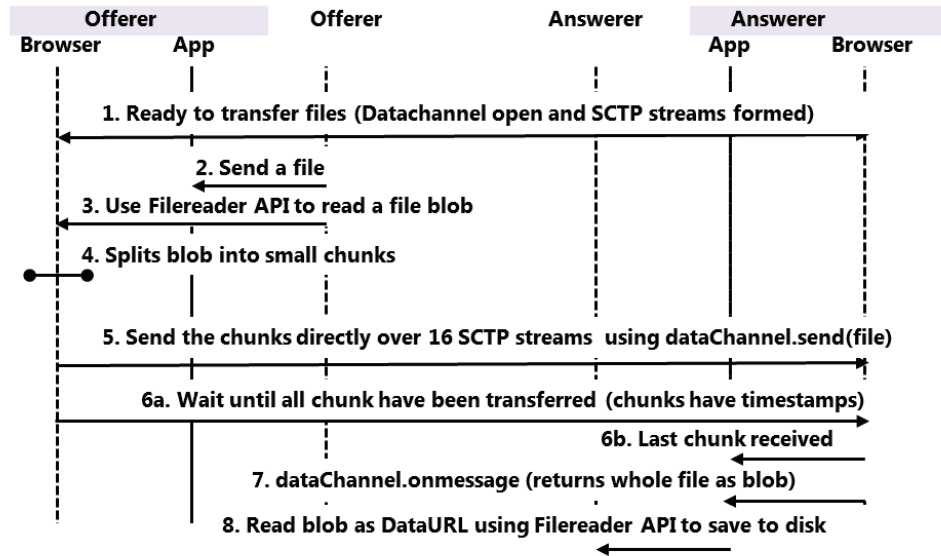 Offerer Offerer Answerer Answerer
Browser App App Browser
1. Ready to transfer files (Datachannel open and SCTP streams formed)
2. Send a file
3. Use Filereader API to read a file blob
4. Splits blob into small chunks
5. Send the chunks directly over 16 SCTP streams using dataChannel.send(file)
6a. Wait until all chunk have been transferred (chunks have timestamps)
6b. Last chunk received
7. dataChannel.onmessage (returns whole file as blob)
8. Read blob as DataURL using Filereader API to save to disk